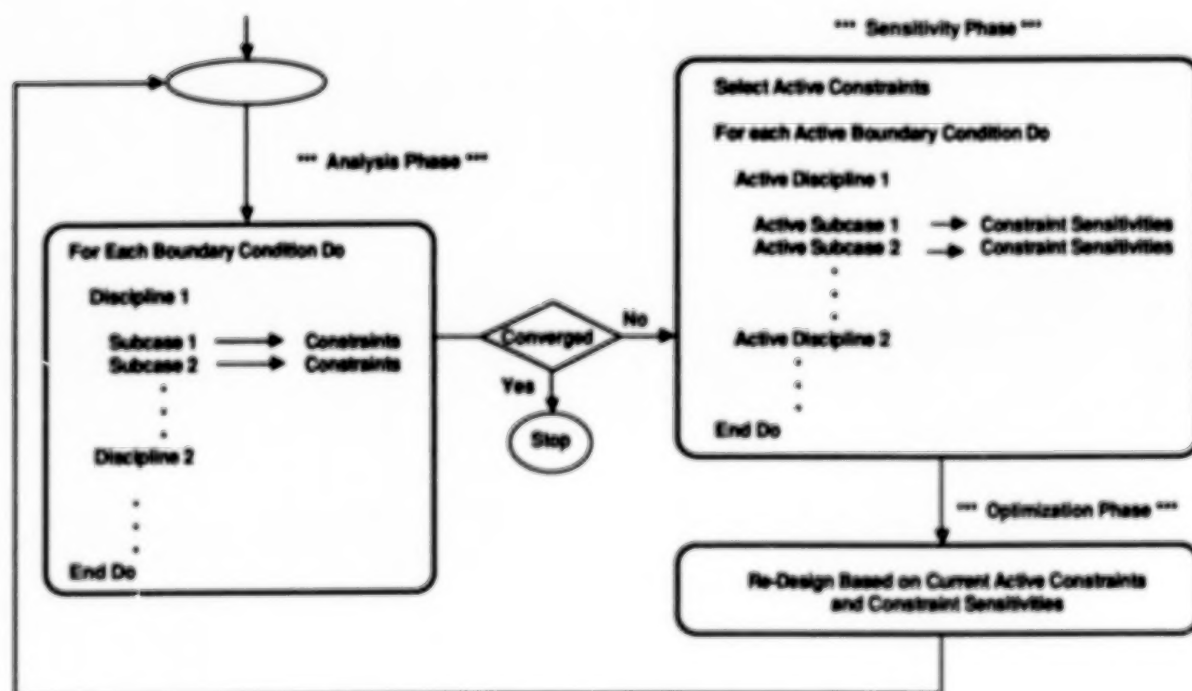 *** Analysis Phase ***
For Each Boundary Condition Do
Discipline 1
Subcase 1 Constraints
Subcase 2 Constraints
Discipline 2
End Do
Converged
No
Yes
Stop
*** Sensitivity Phase ***
Select Active Constraints
For each Active Boundary Condition Do
Active Discipline 1
Active Subcase 1 Constraint Sensitivities
Active Subcase 2 Constraint Sensitivities
Active Discipline 2
End Do
*** Optimization Phase ***
Re-Design Based on Current Active Constraints
and Constraint Sensitivities